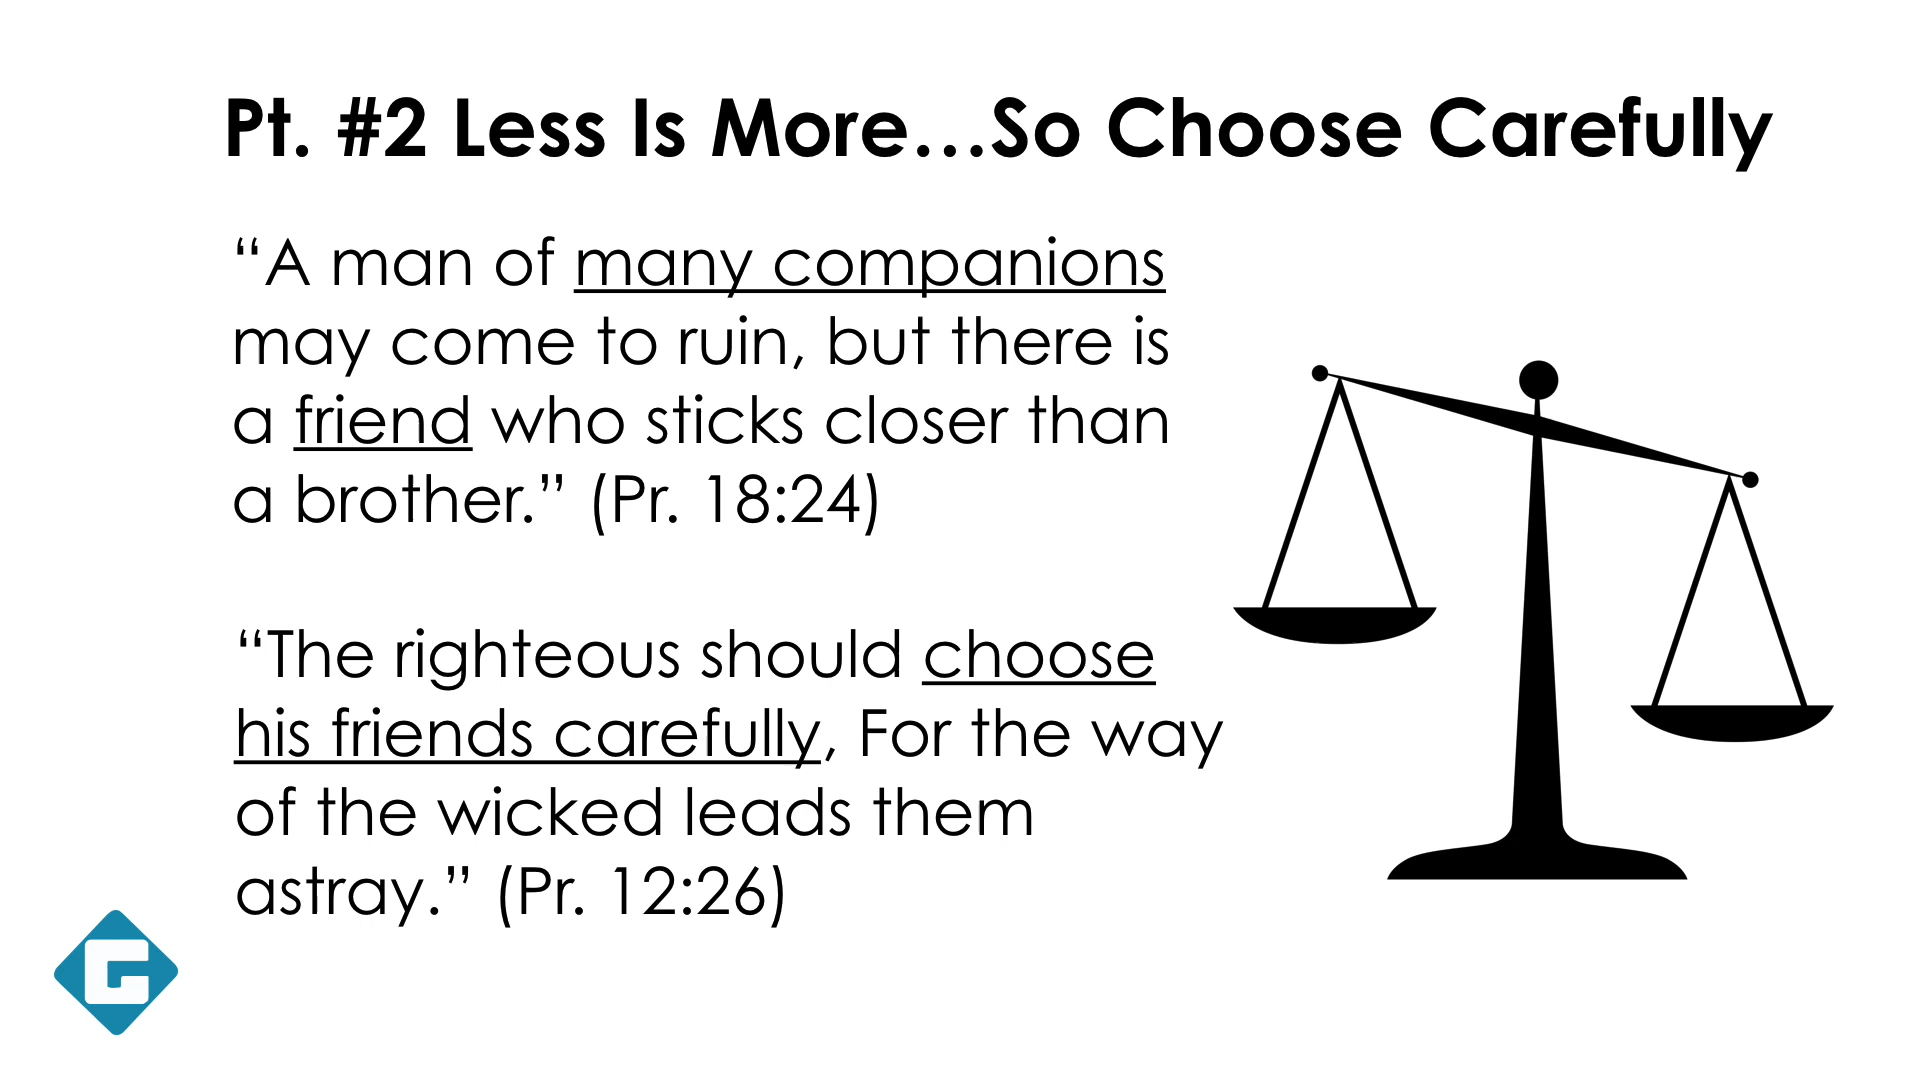 Pt. #2 Less Is More…So Choose Carefully
“A man of many companions
may come to ruin, but there is
a friend who sticks closer than
a brother.” (Pr. 18:24)
“The righteous should choose
his friends carefully, For the way
of the wicked leads them
astray.” (Pr. 12:26)
G